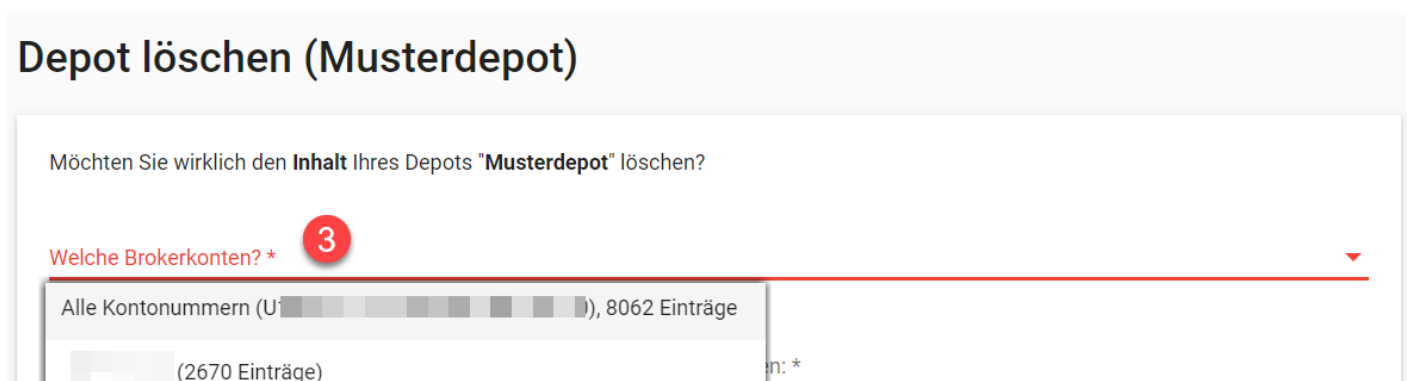 Depot löschen (Musterdepot)
Möchten Sie wirklich den Inhalt Ihres Depots "Musterdepot" löschen?
Welche Brokerkonten? *
3
Alle Kontonummern (U ), 8062 Einträge
(2670 Einträge)
en: *